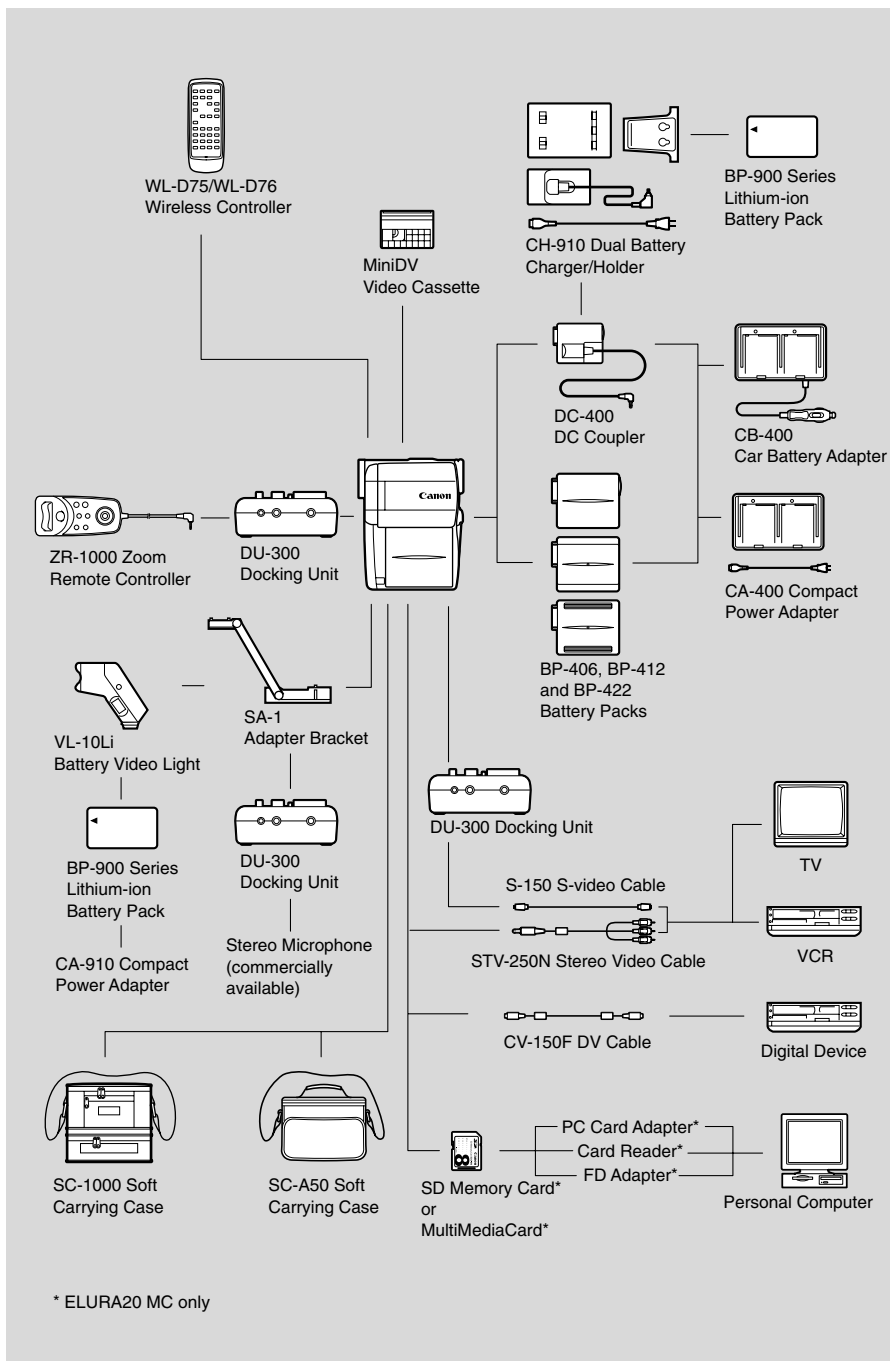 WL-D75/WL-D76
Wireless Controller
MiniDV
Video Cassette
CH-910 Dual Battery
Charger/Holder
BP-900 Series
Lithium-ion
Battery Pack
DC-400
DC Coupler
CB-400
Car Battery Adapter
Canon
ZR-1000 Zoom
Remote Controller
DU-300
Docking Unit
CA-400 Compact
Power Adapter
BP-406, BP-412
and BP-422
Battery Packs
SA-1
Adapter Bracket
VL-10Li
Battery Video Light
DU-300 Docking Unit
TV
BP-900 Series
Lithium-ion
Battery Pack
DU-300
Docking Unit
S-150 S-video Cable
STV-250N Stereo Video Cable
VCR
Stereo Microphone
(commercially
available)
CA-910 Compact
Power Adapter
CV-150F DV Cable
Digital Device
SC-1000 Soft
Carrying Case
SC-A50 Soft
Carrying Case
8
SD Memory Card*
or
MultiMediaCard*
PC Card Adapter*
Card Reader*
FD Adapter*
Personal Computer
* ELURA20 MC only